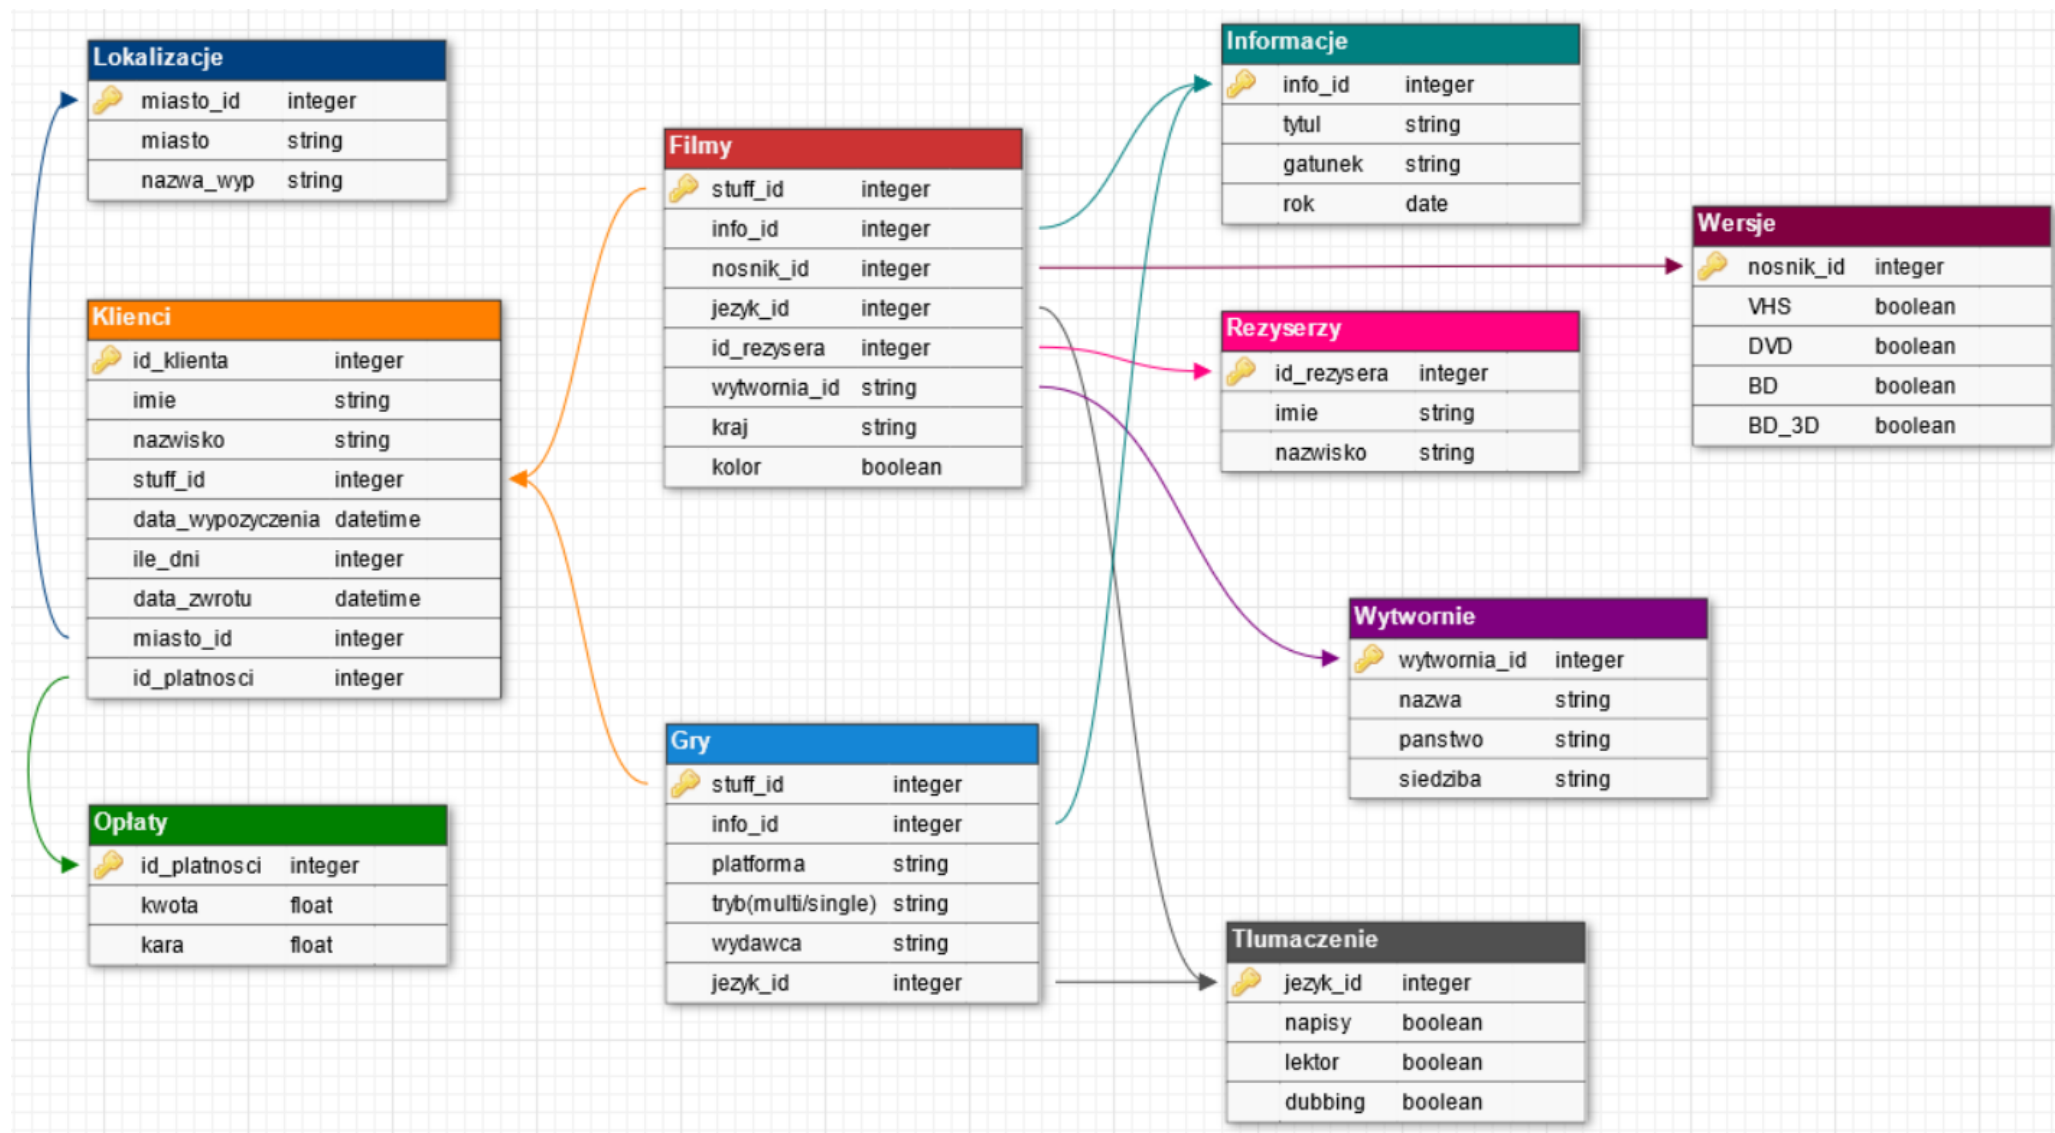 Lokalizacje
miasto_id integer
miasto string
nazwa_wyp string
Klienci
id_klienta integer
imie string
nazwisko string
stuff_id integer
data_wypozyczenia datetime
ile_dni integer
data_zwrotu datetime
miasto_id integer
id_platnosci integer
Opłaty
id_platnosci integer
kwota float
kara float
Filmy
stuff_id integer
info_id integer
nosnik_id integer
jezyk_id integer
id_rezysera integer
wytwornia_id string
kraj string
kolor boolean
Gry
stuff_id integer
info_id integer
platforma string
tryb(multi/single) string
wydawca string
jezyk_id integer
Informacje
info_id integer
tytul string
gatunek string
rok date
Rezyserzy
id_rezysera integer
imie string
nazwisko string
Wersje
nosnik_id integer
VHS boolean
DVD boolean
BD boolean
BD_3D boolean
Wytwornie
wytwornia_id integer
nazwa string
panstwo string
siedziba string
Tlumaczenie
jezyk_id integer
napisy boolean
lektor boolean
dubbing boolean